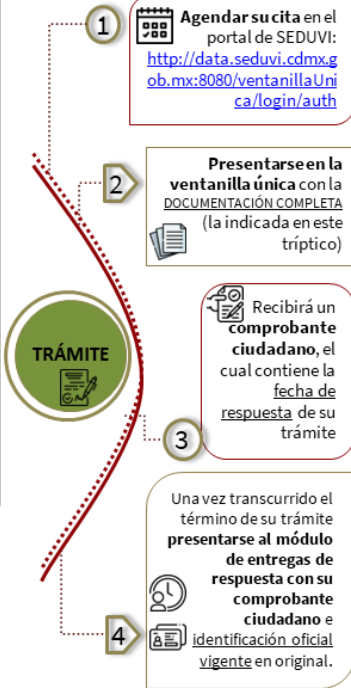 1
Agendar su cita en el
portal de SEDUVI:
http://data.seduvi.cdmx.g
ob.mx:8080/ventanillaUni
ca/login/auth
2
Presentarse en la
ventanilla única con la
DOCUMENTACIÓN COMPLETA
(la indicada en este
tríptico)
TRÁMITE
3
Recibirá un
comprobante
ciudadano, el
cual contiene la
fecha de
respuesta de su
trámite
4
Una vez transcurrido el
término de su trámite
presentarse al módulo
de entregas de
respuesta con su
comprobante
ciudadano e
identificación oficial
vigente en original.